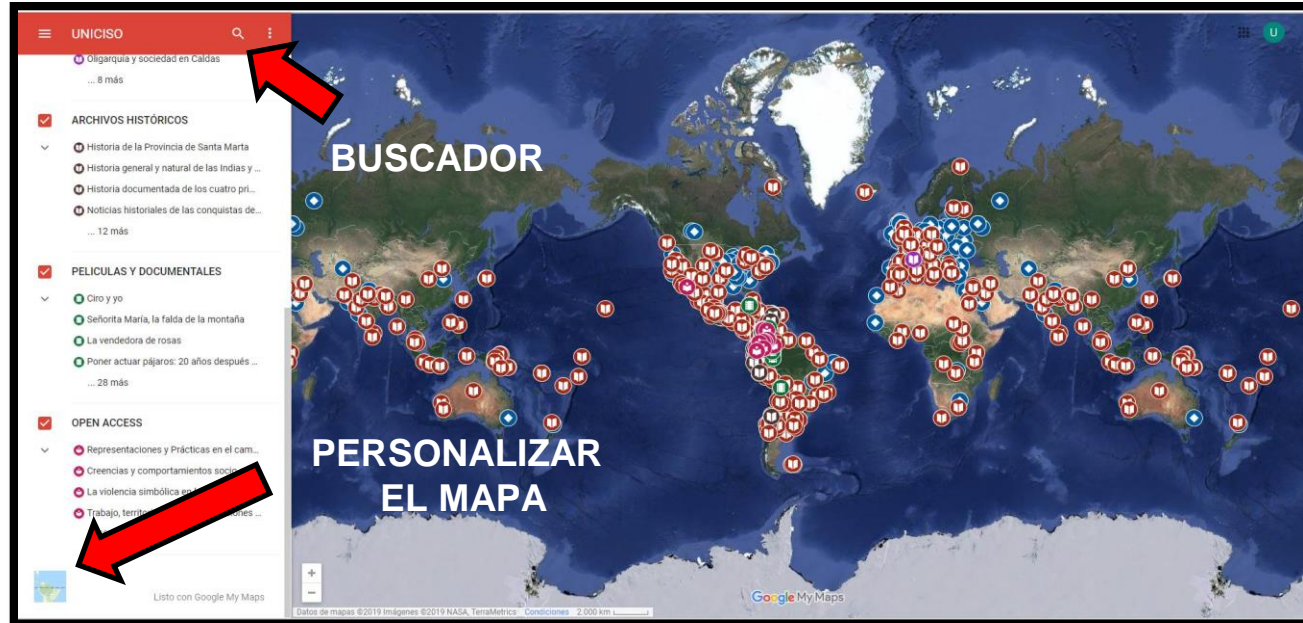 UNICISO
Oligarquía y sociedad en Caldas
... 8 más
ARCHIVOS HISTÓRICOS
Historia de la Provincia de Santa Marta
Historia general y natural de las Indias y ...
Historia documentada de los cuatro pri...
Noticias historiales de las conquistas de...
... 12 más
PELICULAS Y DOCUMENTALES
Ciro y yo
Señorita María, la falda de la montaña
La vendedora de rosas
Poner actuar pájaros: 20 años después ...
... 28 más
OPEN ACCESS
Representaciones y Prácticas en el cam...
Creencias y comportamientos socio
La violencia simbólica en
Trabajo, ...
Listo con Google My Maps
BUSCADOR
PERSONALIZAR
EL MAPA
U
+
−
Google My Maps
Datos de mapas ©2019 Imágenes ©2019 NASA, TerraMetrics Condiciones 2.000 km